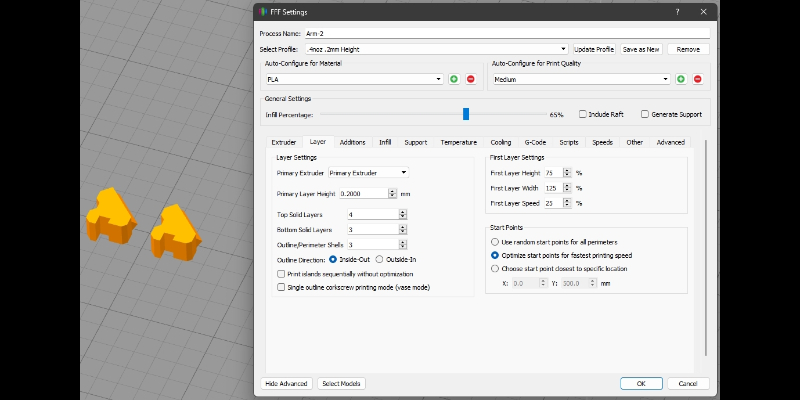 FFF Settings
Process Name: Arm-2
Select Profile: .4noz .2mm Height Update Profile Save as New Remove
Auto-Configure for Material Auto-Configure for Print Quality
PLA Medium
General Settings
Infill Percentage: 65% Include Raft Generate Support
Extruder Layer Additions Infill Support Temperature Cooling G-Code Scripts Speeds Other Advanced
Layer Settings First Layer Settings
Primary Extruder Primary Extruder First Layer Height 75 %
Primary Layer Height 0.2000 mm First Layer Width 125 %
First Layer Speed 25 %
Top Solid Layers 4
Bottom Solid Layers 3 Start Points
Outline/Perimeter Shells 3 Use random start points for all perimeters
Outline Direction: Inside-Out Outside-In Optimize start points for fastest printing speed
Print islands sequentially without optimization Choose start point closest to specific location
Single outline corkscrew printing mode (vase mode) X: 0.0 Y: 300.0 mm
Hide Advanced Select Models OK Cancel